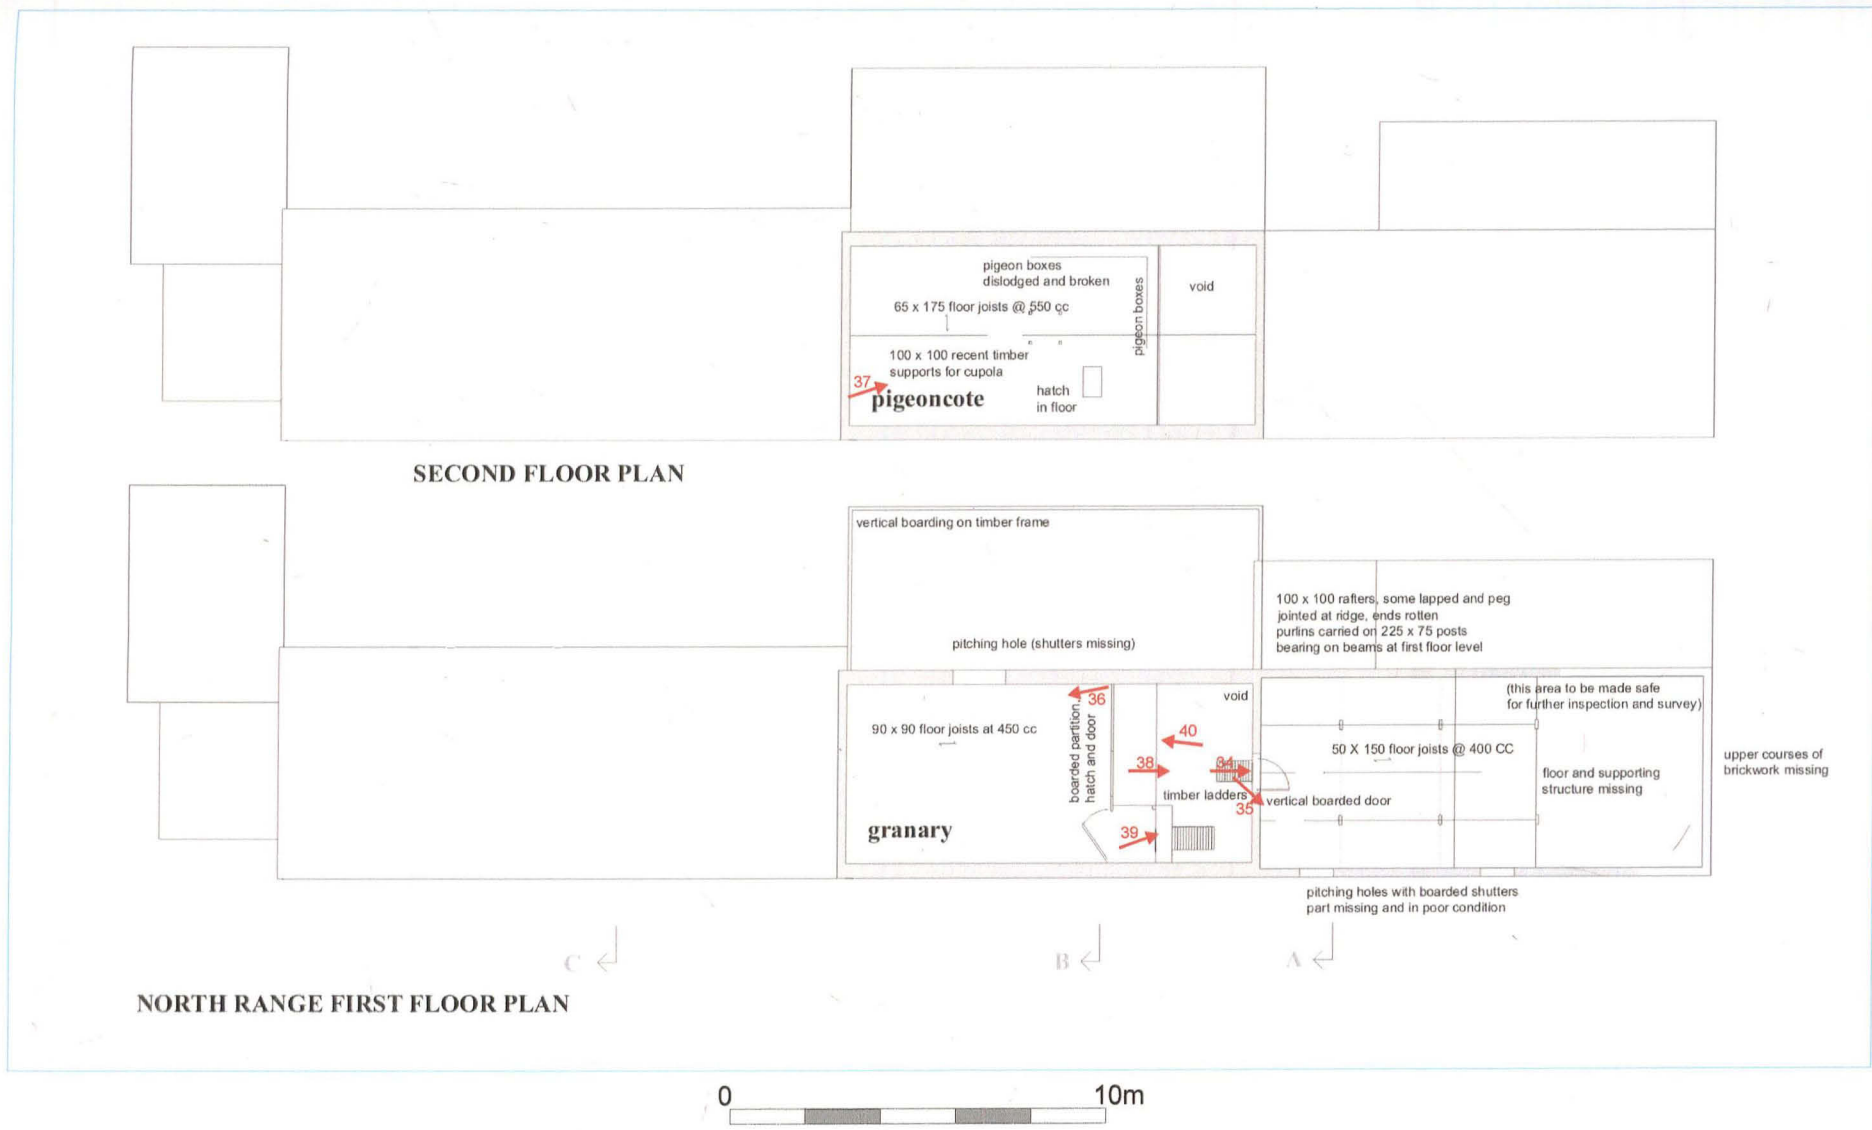 pigeon boxes
dislodged and broken
65 x 175 floor joists @ 550 cc
pigeon boxes
void
100 x 100 recent timber
supports for cupola
37
pigeoncote
hatch
in floor
SECOND FLOOR PLAN
vertical boarding on timber frame
pitching hole (shutters missing)
100 x 100 rafters, some lapped and peg
jointed at ridge, ends rotten
purlins carried on 225 x 75 posts
bearing on beams at first floor level
36
void
(this area to be made safe
for further inspection and survey)
90 x 90 floor joists at 450 cc
boarded partition,
hatch and door
40
50 X 150 floor joists @ 400 CC
upper courses of
brickwork missing
38
34
floor and supporting
structure missing
timber ladders
35
vertical boarded door
granary
39
pitching holes with boarded shutters
part missing and in poor condition
C
B
A
NORTH RANGE FIRST FLOOR PLAN
0
10m